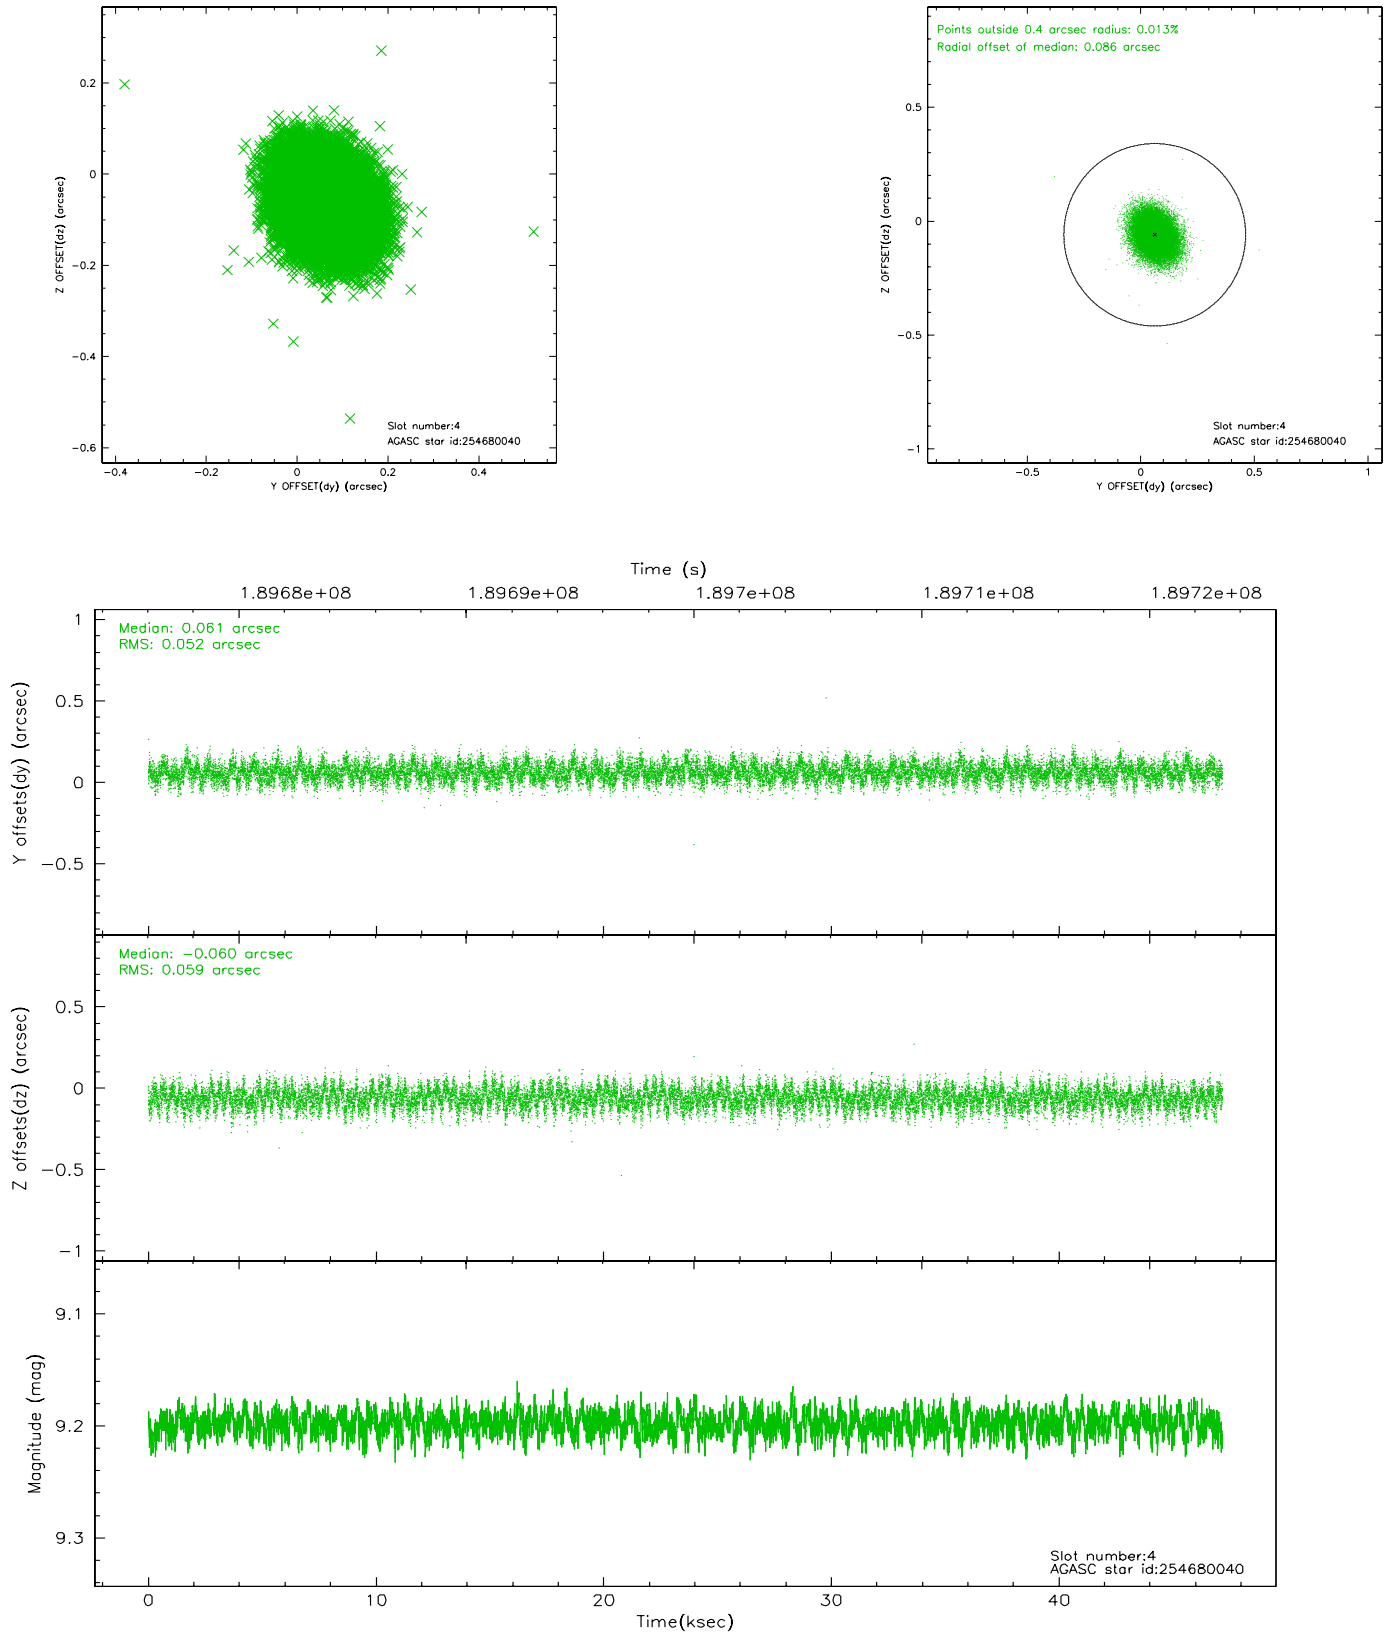 0.2
0
−0.2
−0.4
−0.6
Z OFFSET(dz) (arcsec)
Slot number:4
AGASC star id:254680040
−0.4 −0.2 0 0.2 0.4
Y OFFSET(dy) (arcsec)
Points outside 0.4 arcsec radius: 0.013%
Radial offset of median: 0.086 arcsec
0.5
0
−0.5
−1
Z OFFSET(dz) (arcsec)
Slot number:4
AGASC star id:254680040
−0.5 0 0.5 1
Y OFFSET(dy) (arcsec)
Time (s)
1.8968e+08 1.8969e+08 1.897e+08 1.8971e+08 1.8972e+08
Median: 0.061 arcsec
RMS: 0.052 arcsec
1
0.5
0
−0.5
Y offsets(dy) (arcsec)
Median: −0.060 arcsec
RMS: 0.059 arcsec
0.5
0
−0.5
−1
Z offsets(dz) (arcsec)
9.1
9.2
9.3
Magnitude (mag)
Slot number:4
AGASC star id:254680040
0 10 20 30 40
Time(ksec)